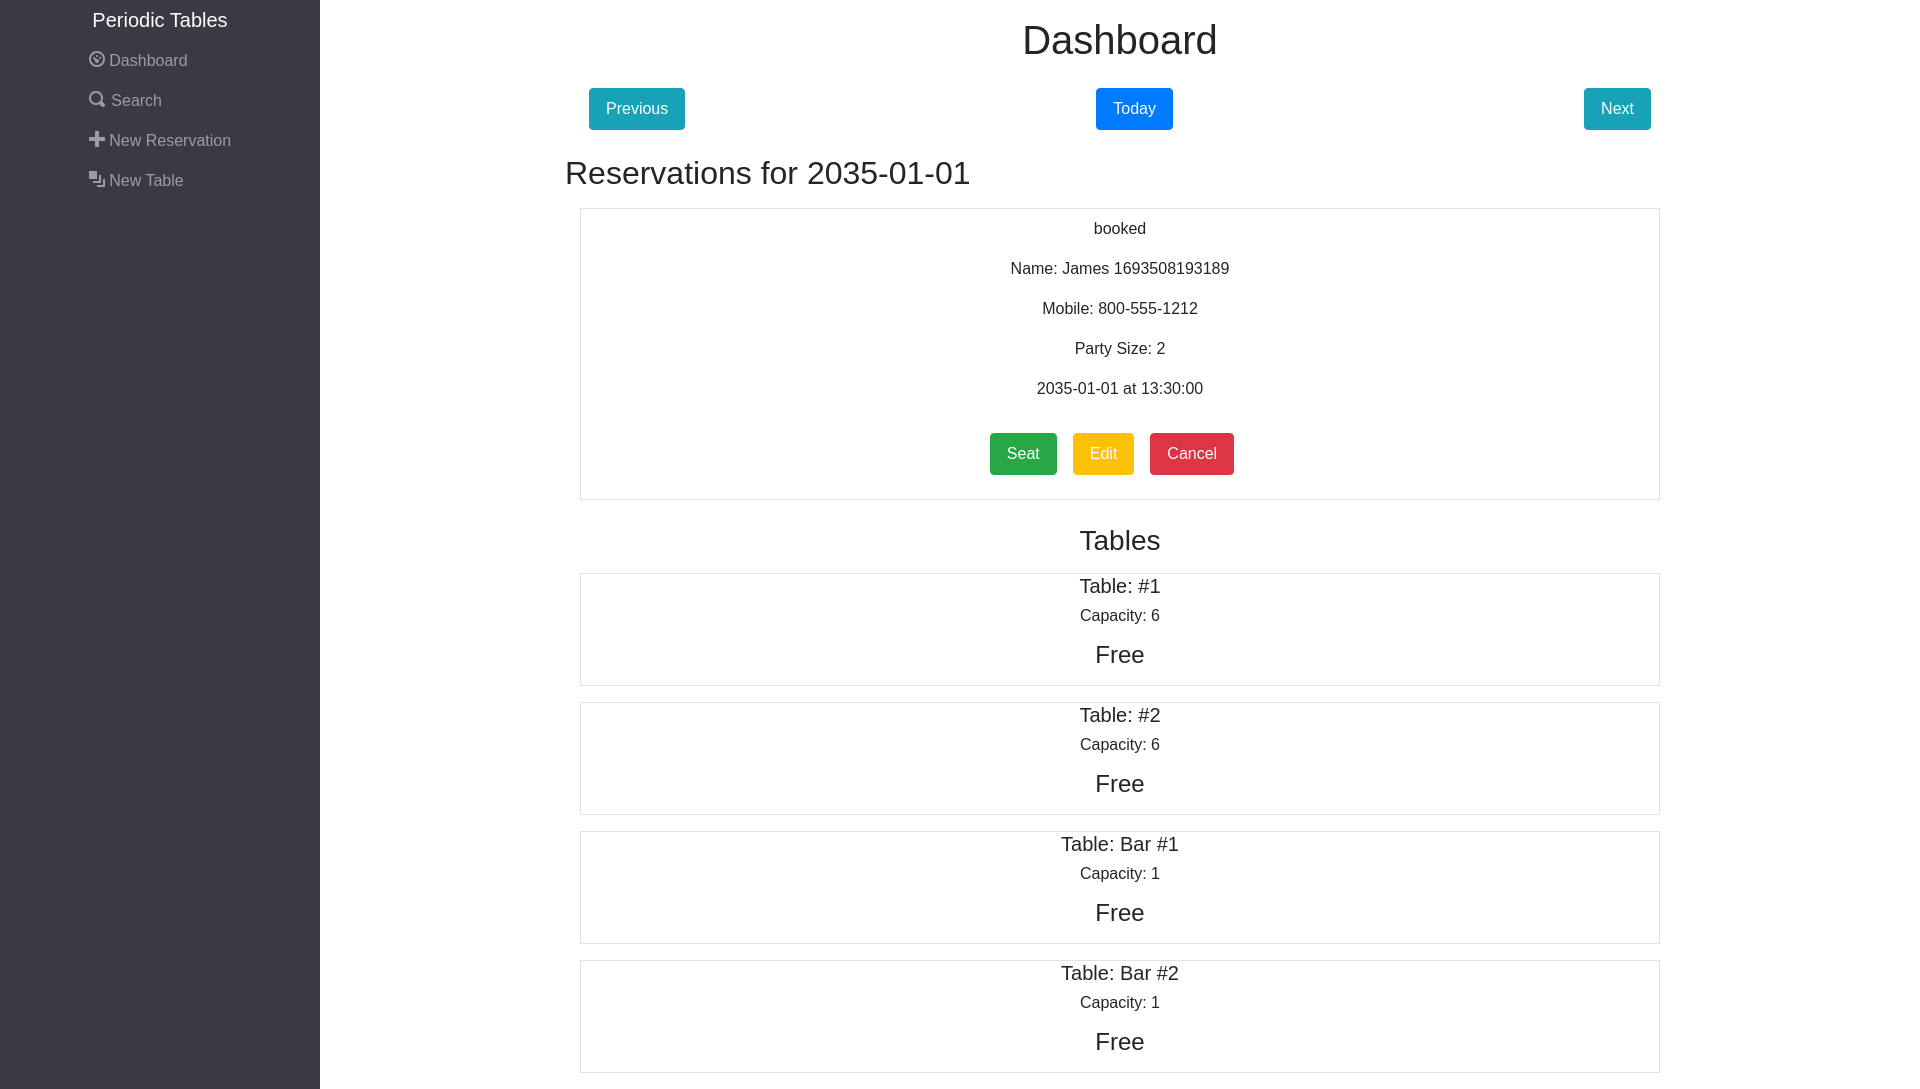 Periodic Tables
Dashboard
Search
New Reservation
New Table
Dashboard
Previous
Today
Next
Reservations for 2035-01-01
booked
Name: James 1693508193189
Mobile: 800-555-1212
Party Size: 2
2035-01-01 at 13:30:00
Seat
Edit
Cancel
Tables
Table: #1
Capacity: 6
Free
Table: #2
Capacity: 6
Free
Table: Bar #1
Capacity: 1
Free
Table: Bar #2
Capacity: 1
Free